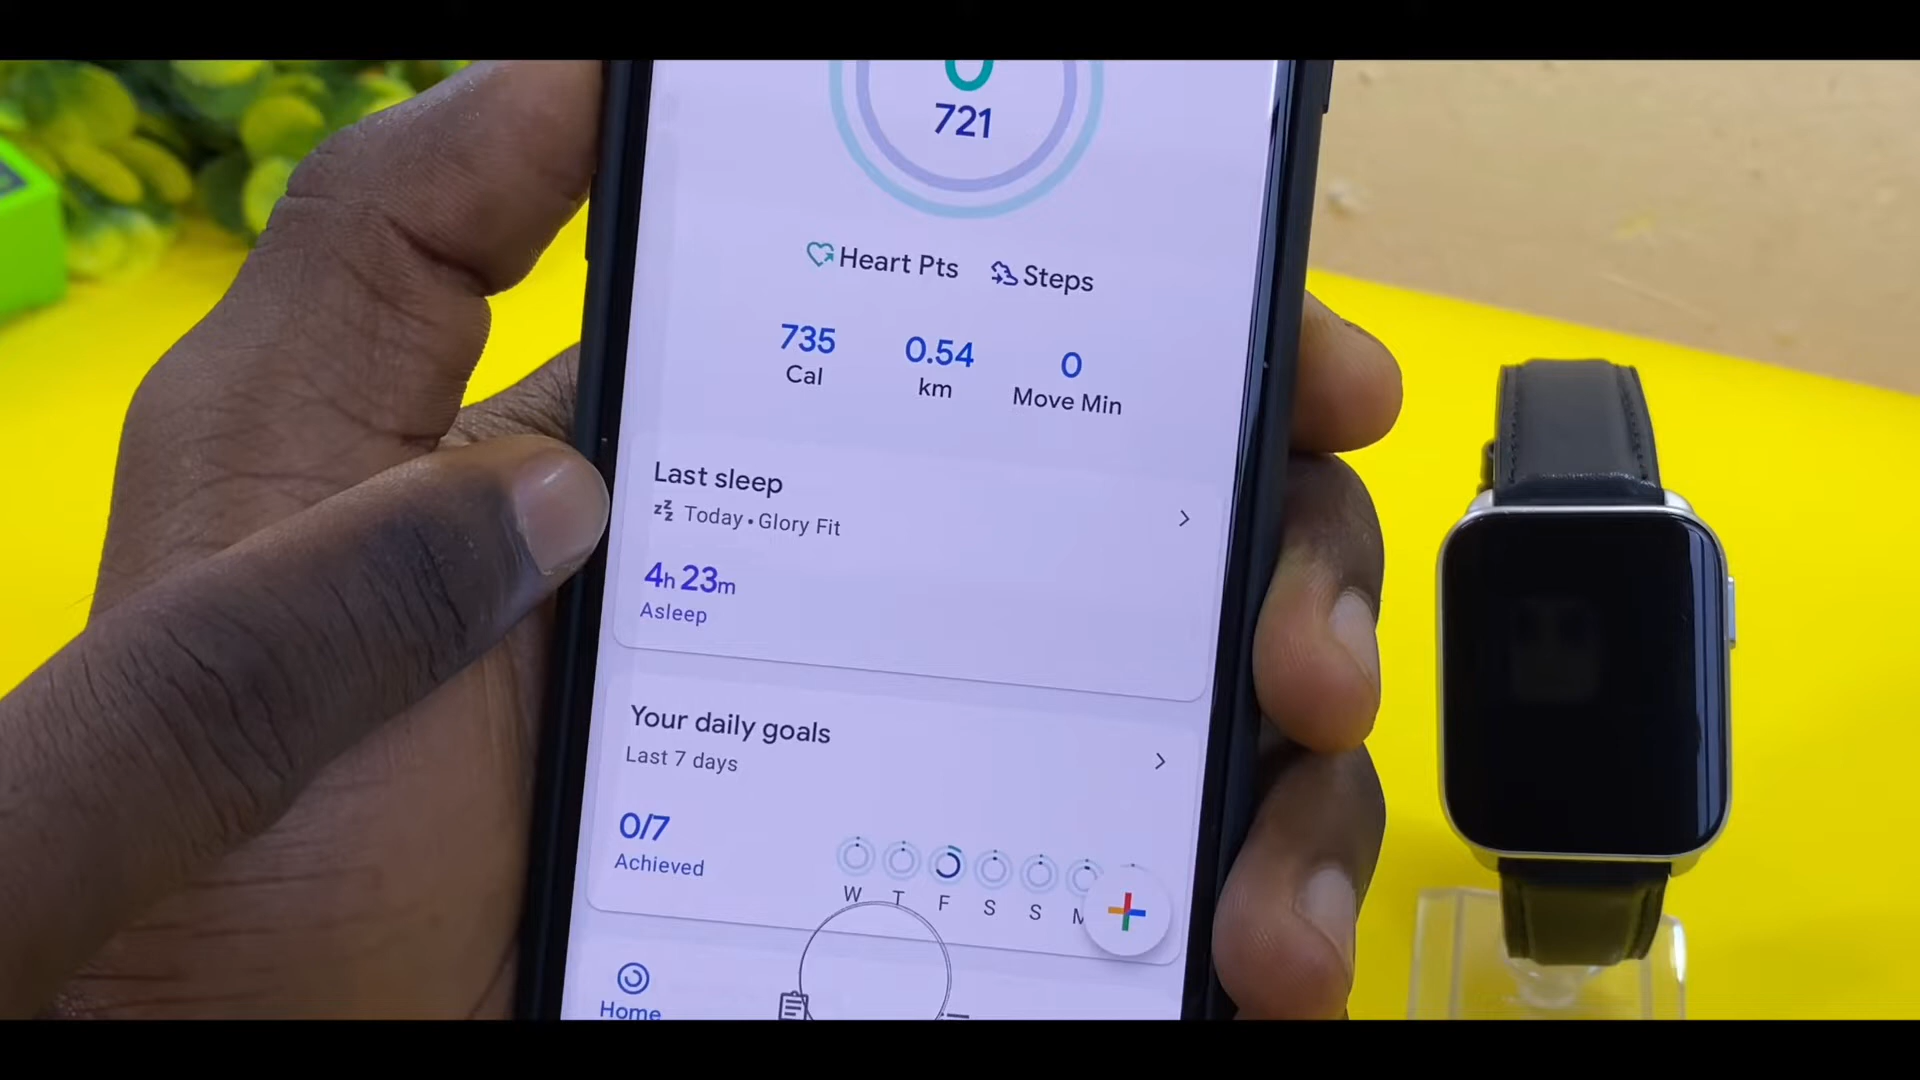 0
721
Heart Pts Steps
735 0.54 0
Cal km Move Min
Last sleep
Today • Glory Fit
4h 23m
Asleep
Your daily goals
Last 7 days
0/7
Achieved
W T F S S M
Home